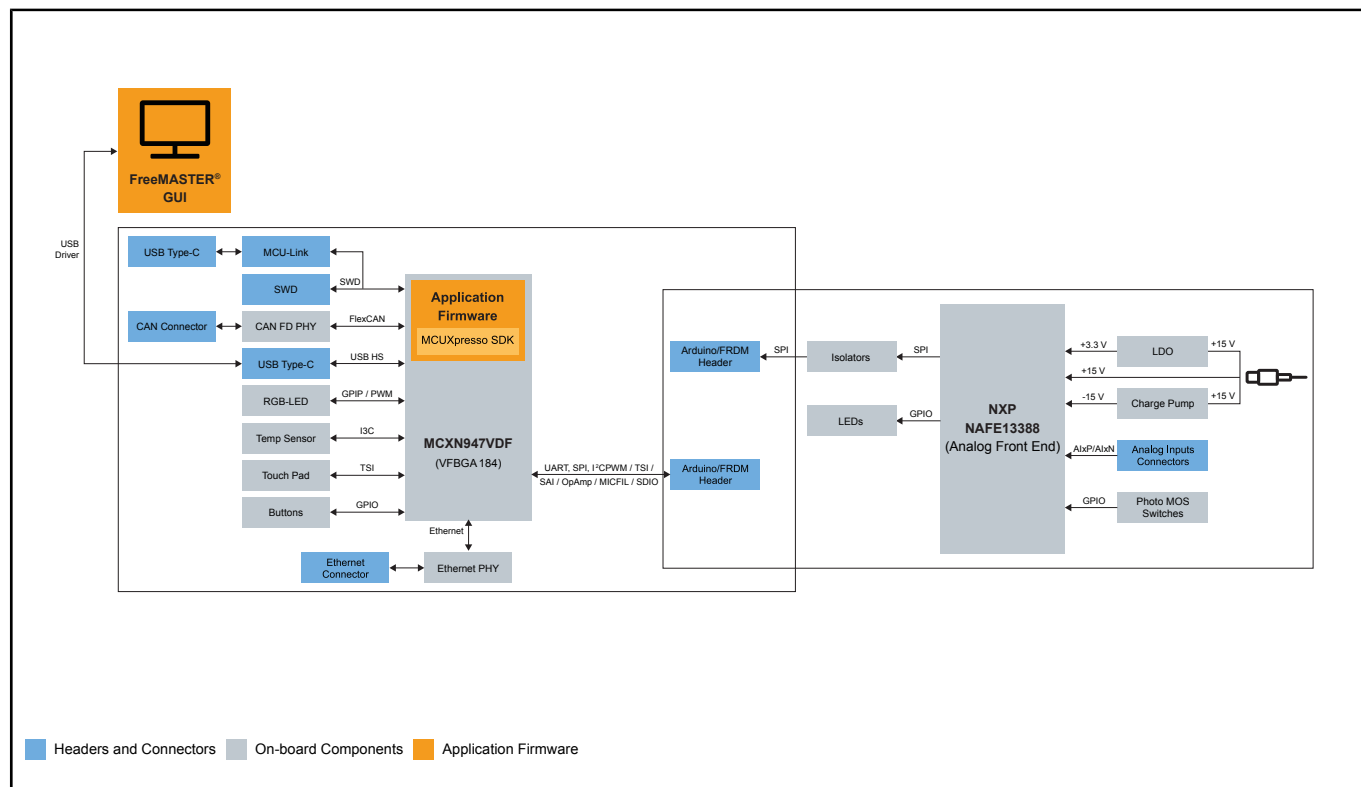 FreeMASTER®
GUI
USB
Driver
USB Type-C
MCU-Link
SWD
SWD
CAN Connector
CAN FD PHY
FlexCAN
USB Type-C
USB HS
RGB-LED
GPIP / PWM
Temp Sensor
I3C
Touch Pad
TSI
Buttons
GPIO
Application
Firmware
MCUXpresso SDK
MCXN947VDF
(VFBGA 184)
Ethernet
Ethernet
Connector
Ethernet PHY
UART, SPI, I²CPWM / TSI /
SAI / OpAmp / MICFIL / SDIO
Arduino/FRDM
Header
SPI
Isolators
SPI
LEDs
GPIO
Arduino/FRDM
Header
NXP
NAFE13388
(Analog Front End)
+3.3 V
LDO
+15 V
+15 V
-15 V
Charge Pump
+15 V
AIxP/AIxN
Analog Inputs
Connectors
GPIO
Photo MOS
Switches
Headers and Connectors
On-board Components
Application Firmware